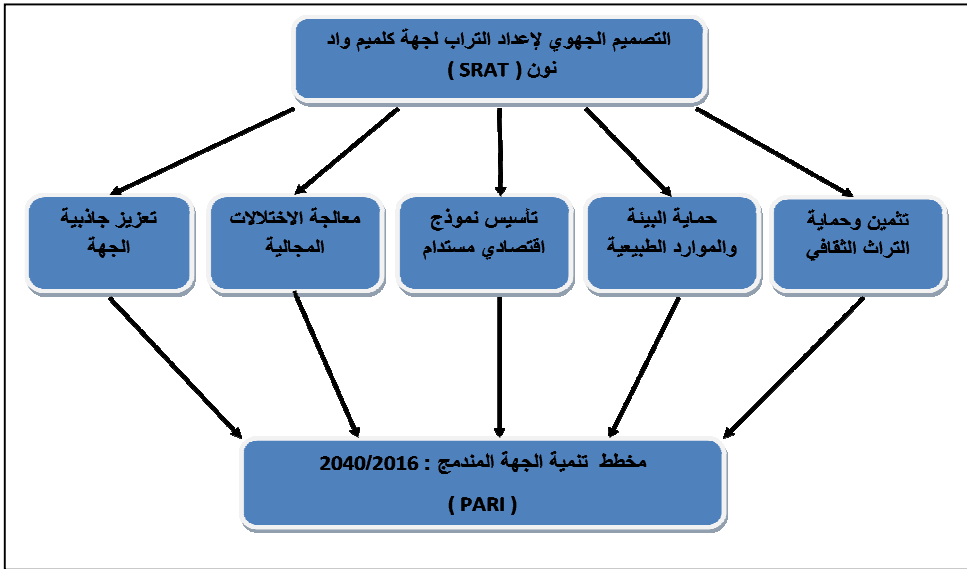 التصميم الجهوي لإعداد التراب لجهة كلميم واد
نون ( SRAT )
تثمين وحماية
التراث الثقافي
حماية البيئة
والموارد الطبيعية
تأسيس نموذج
اقتصادي مستدام
معالجة الاختلالات
المجالية
تعزيز جاذبية
الجهة
مخطط تنمية الجهة المندمج : 2040/2016
( PARI )